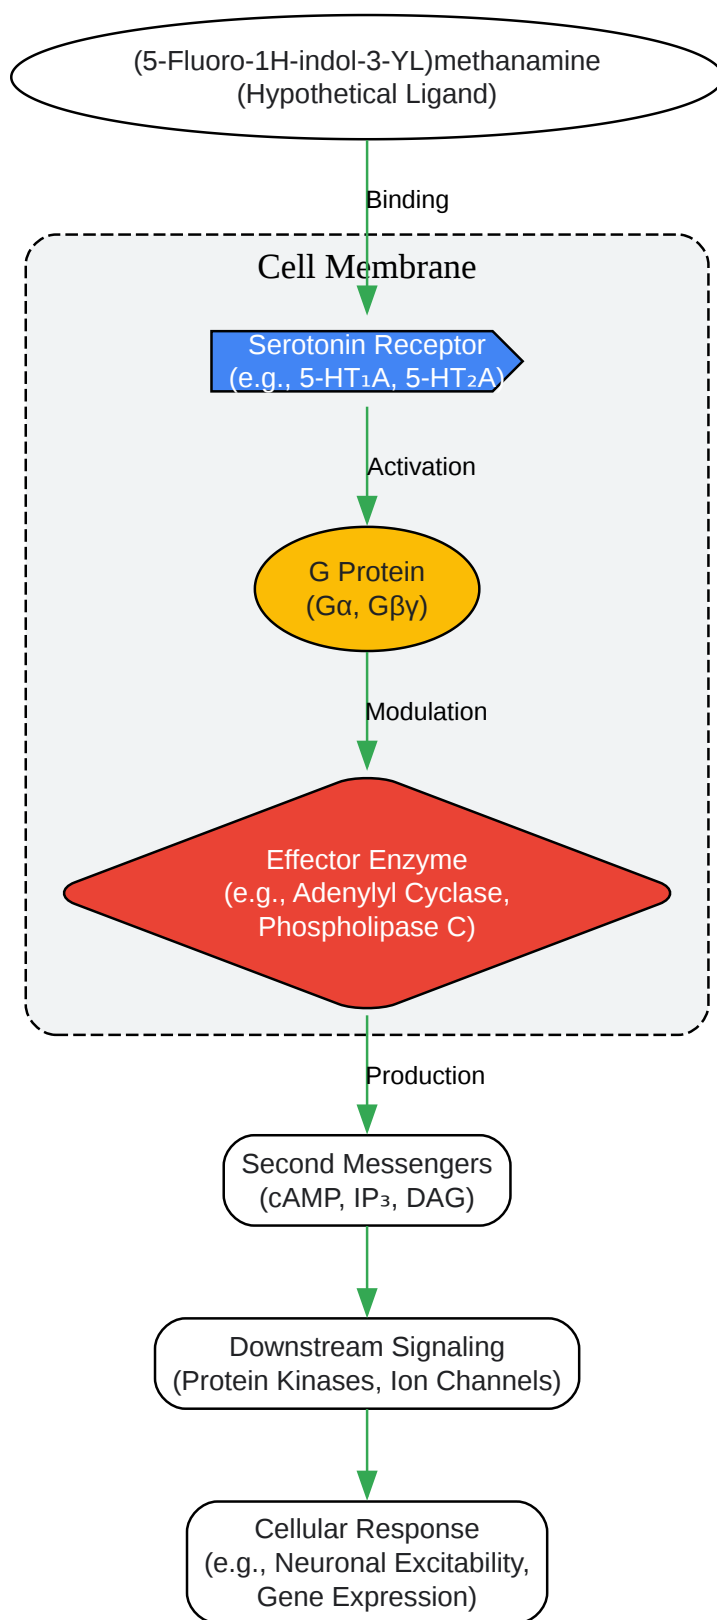 (5-Fluoro-1H-indol-3-YL)methanamine
(Hypothetical Ligand)
Binding
Cell Membrane
Serotonin Receptor
(e.g., 5-HT₁A, 5-HT₂A)
Activation
G Protein
(Gα, Gβγ)
Modulation
Effector Enzyme
(e.g., Adenylyl Cyclase,
Phospholipase C)
Production
Second Messengers
(cAMP, IP₃, DAG)
Downstream Signaling
(Protein Kinases, Ion Channels)
Cellular Response
(e.g., Neuronal Excitability,
Gene Expression)